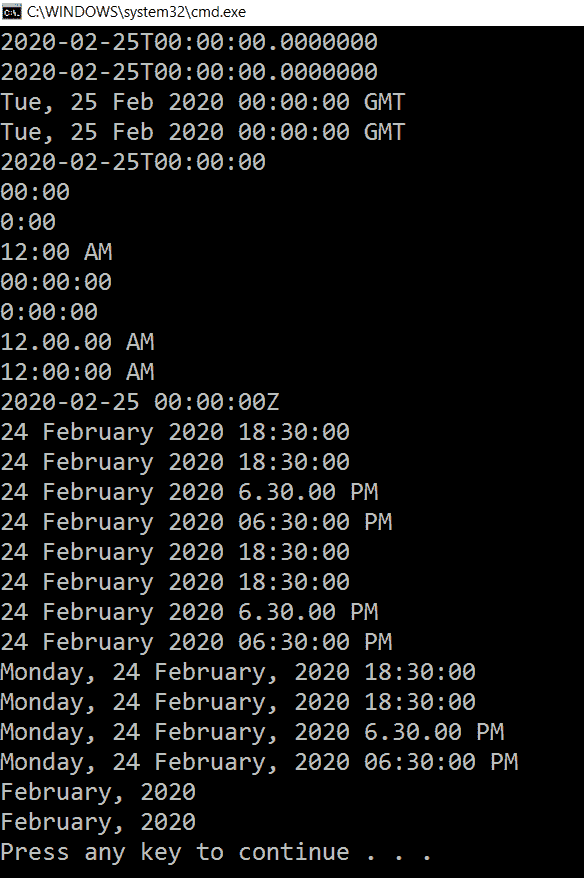 C:\WINDOWS\system32\cmd.exe
2020-02-25T00:00:00.0000000
2020-02-25T00:00:00.0000000
Tue, 25 Feb 2020 00:00:00 GMT
Tue, 25 Feb 2020 00:00:00 GMT
2020-02-25T00:00:00
00:00
0:00
12:00 AM
00:00:00
0:00:00
12.00.00 AM
12:00:00 AM
2020-02-25 00:00:00Z
24 February 2020 18:30:00
24 February 2020 18:30:00
24 February 2020 6.30.00 PM
24 February 2020 06:30:00 PM
24 February 2020 18:30:00
24 February 2020 18:30:00
24 February 2020 6.30.00 PM
24 February 2020 06:30:00 PM
Monday, 24 February, 2020 18:30:00
Monday, 24 February, 2020 18:30:00
Monday, 24 February, 2020 6.30.00 PM
Monday, 24 February, 2020 06:30:00 PM
February, 2020
February, 2020
Press any key to continue . . .